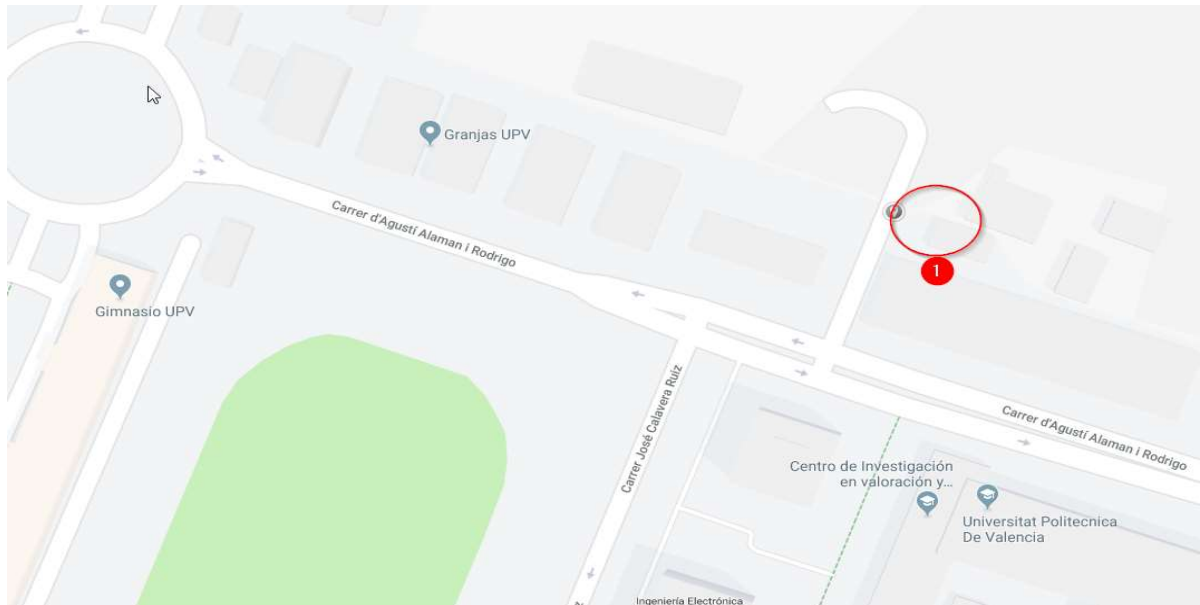 Granjas UPV
Carrer d'Agustí Alaman i Rodrigo
1
Gimnasio UPV
Carrer José Calavera Ruiz
Carrer d'Agustí Alaman i Rodrigo
Centro de Investigación
en valoración y...
Universitat Politecnica
De Valencia
Ingeniería Electrónica